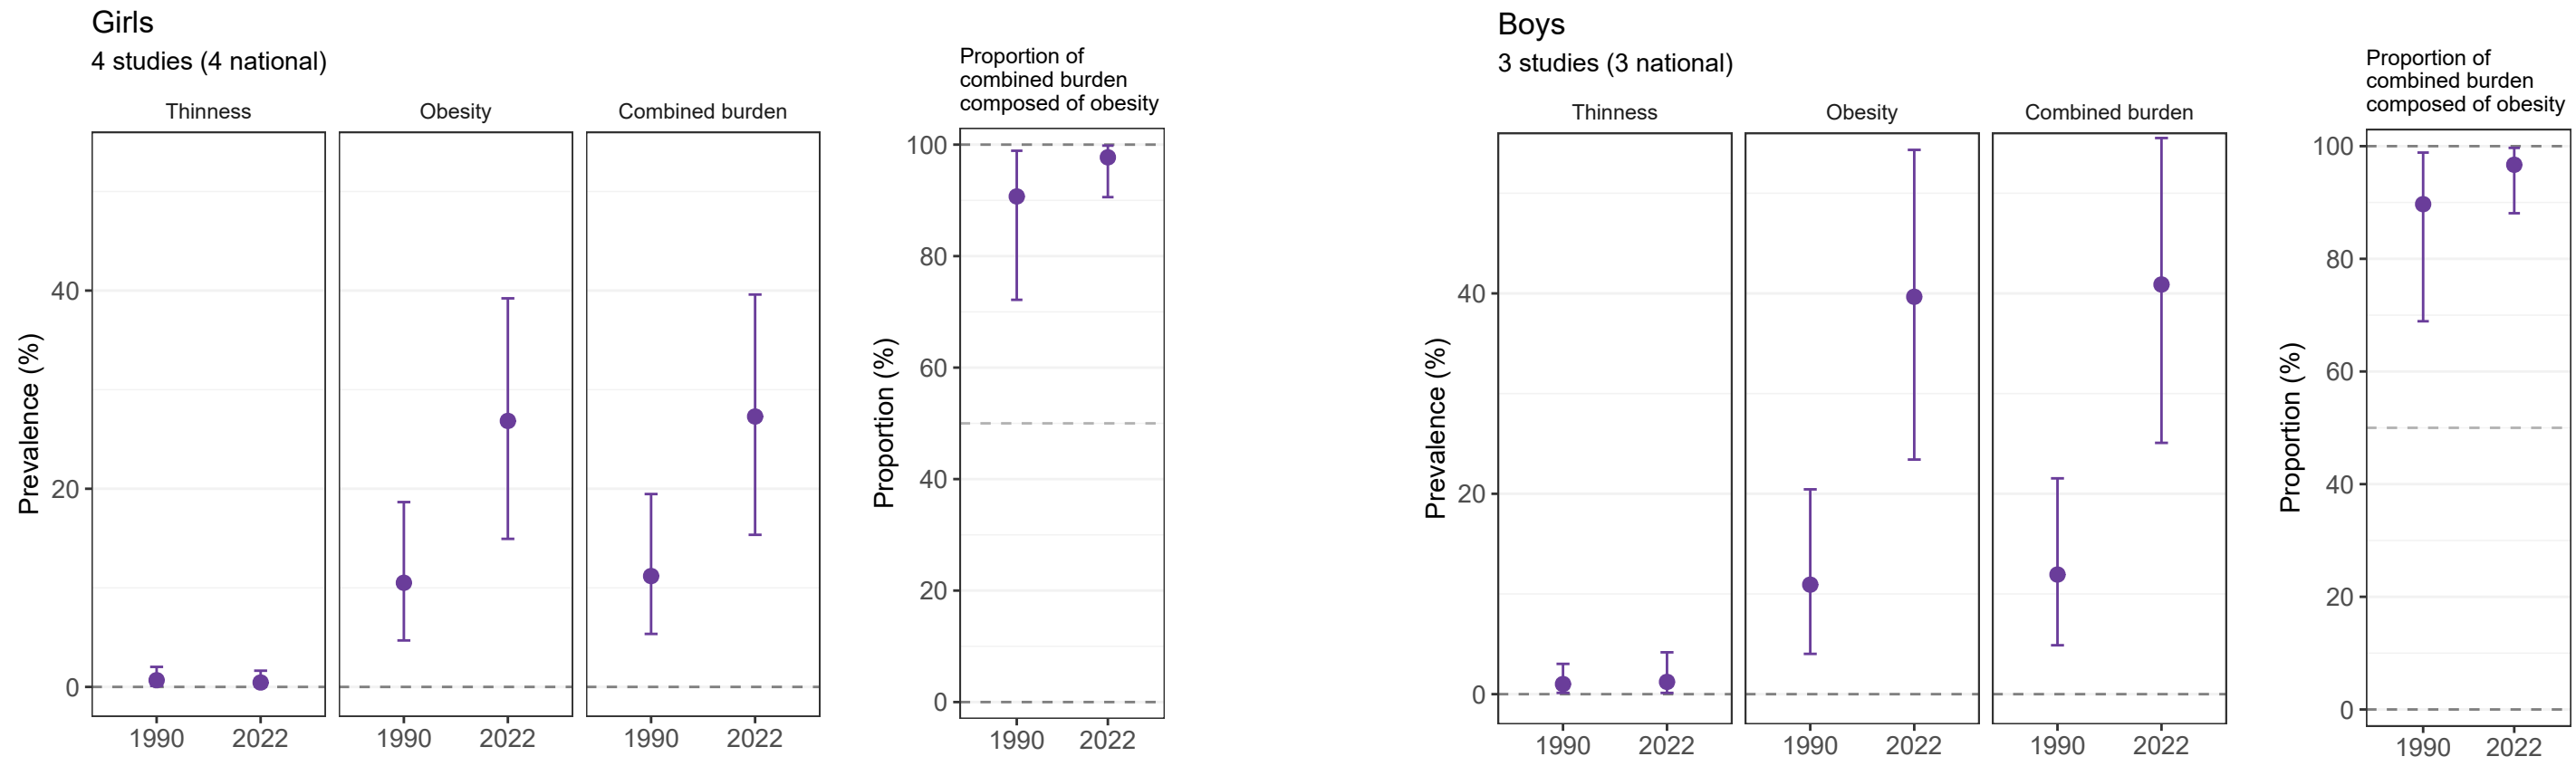 Girls
4 studies (4 national)
Thinness
Obesity
Combined burden
Prevalence (%)
40
20
0
1990 2022
1990 2022
1990 2022
Proportion of
combined burden
composed of obesity
Proportion (%)
100
80
60
40
20
0
1990 2022
Boys
3 studies (3 national)
Thinness
Obesity
Combined burden
Prevalence (%)
40
20
0
1990 2022
1990 2022
1990 2022
Proportion of
combined burden
composed of obesity
Proportion (%)
100
80
60
40
20
0
1990 2022